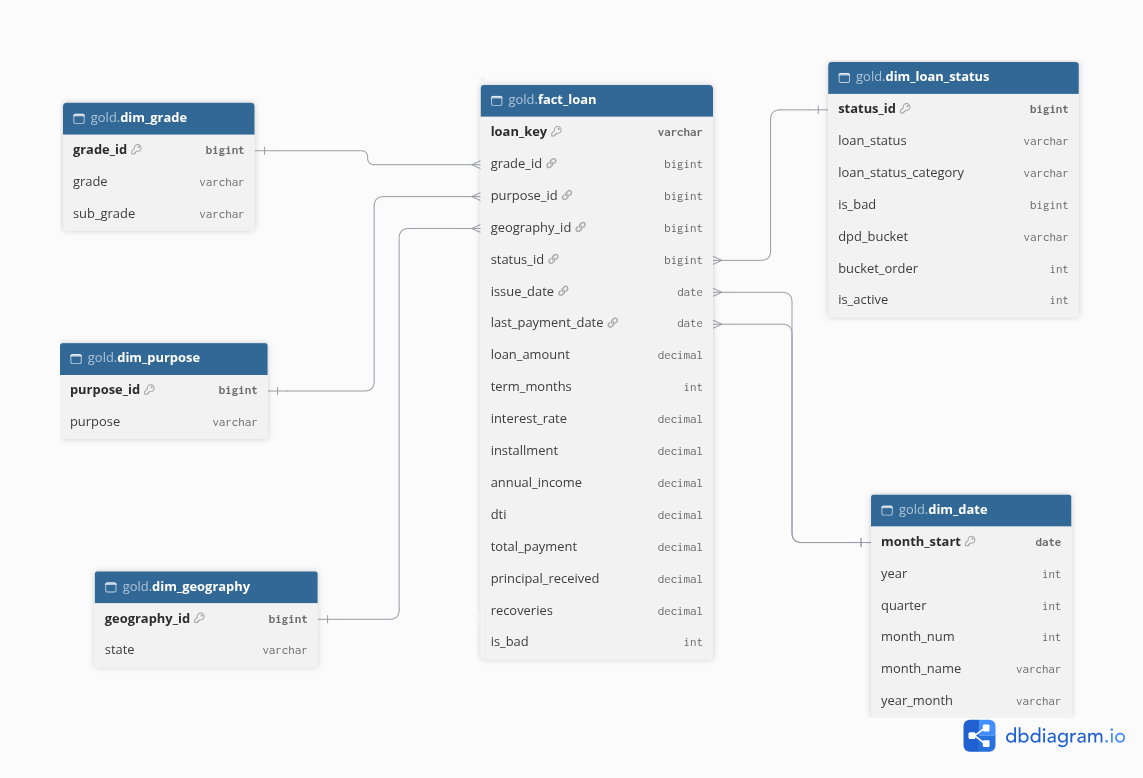 gold.dim_grade
grade_id bigint
grade varchar
sub_grade varchar
gold.dim_purpose
purpose_id bigint
purpose varchar
gold.dim_geography
geography_id bigint
state varchar
gold.fact_loan
loan_key varchar
grade_id bigint
purpose_id bigint
geography_id bigint
status_id bigint
issue_date date
last_payment_date date
loan_amount decimal
term_months int
interest_rate decimal
installment decimal
annual_income decimal
dti decimal
total_payment decimal
principal_received decimal
recoveries decimal
is_bad int
gold.dim_loan_status
status_id bigint
loan_status varchar
loan_status_category varchar
is_bad bigint
dpd_bucket varchar
bucket_order int
is_active int
gold.dim_date
month_start date
year int
quarter int
month_num int
month_name varchar
year_month varchar
dbdiagram.io